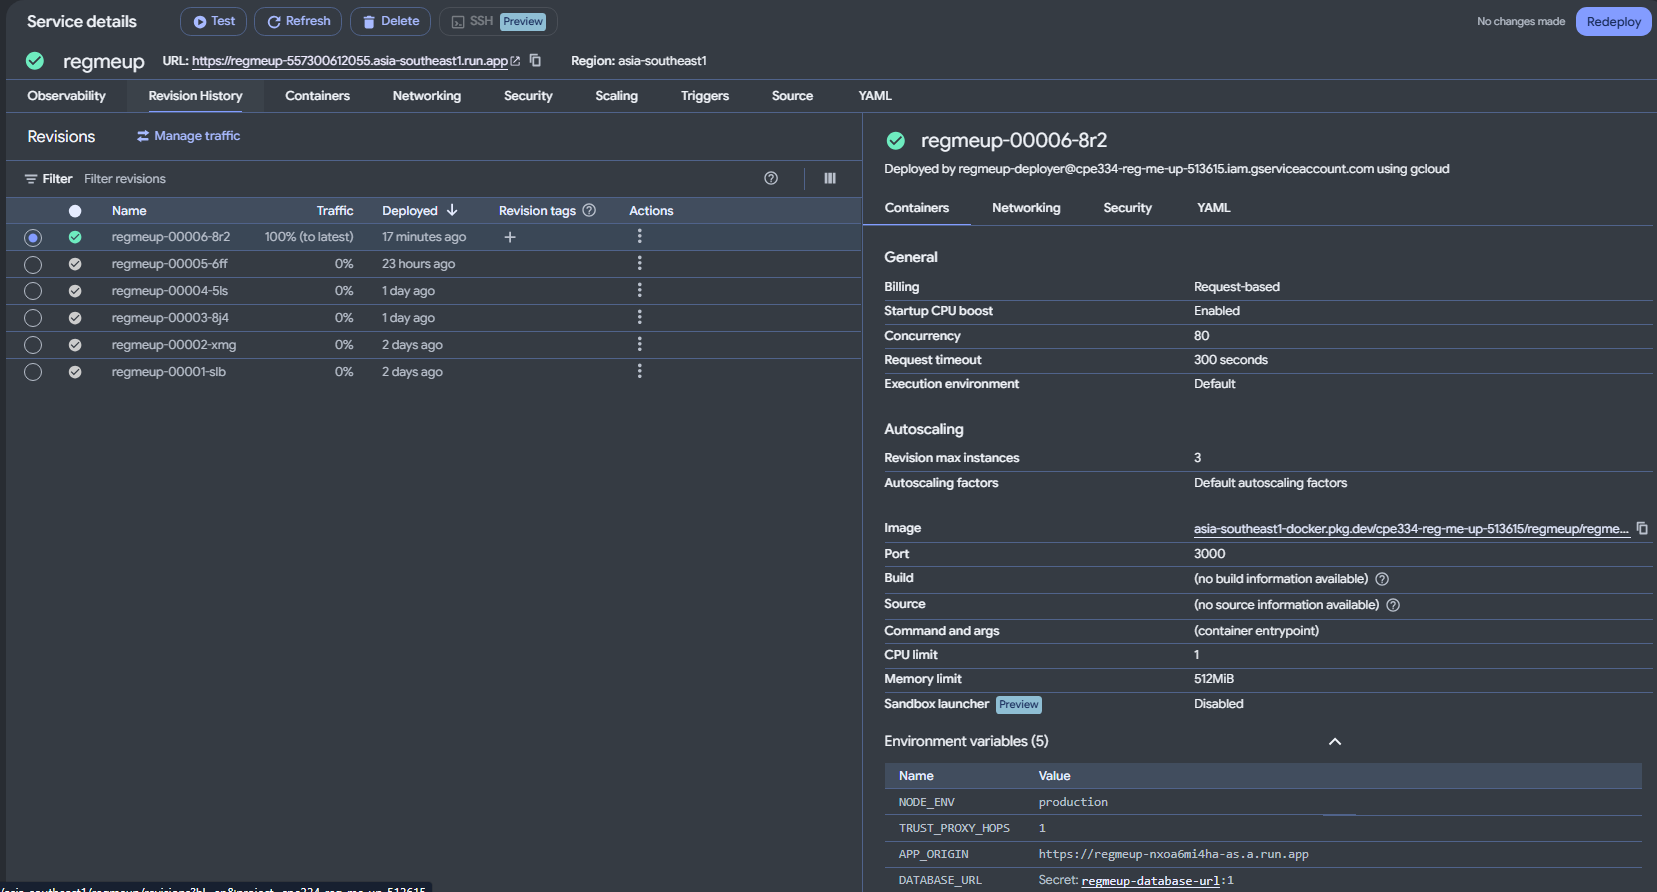 Service details Test Refresh Delete SSH Preview No changes made Redeploy
regmeup URL: https://regmeup-557300612055.asia-southeast1.run.app Region: asia-southeast1
Observability Revision History Containers Networking Security Scaling Triggers Source YAML
Revisions Manage traffic
Filter Filter revisions
Name Traffic Deployed Revision tags Actions
regmeup-00006-8r2 100% (to latest) 17 minutes ago
regmeup-00005-6ff 0% 23 hours ago
regmeup-00004-5ls 0% 1 day ago
regmeup-00003-8j4 0% 1 day ago
regmeup-00002-xmg 0% 2 days ago
regmeup-00001-slb 0% 2 days ago
regmeup-00006-8r2
Deployed by regmeup-deployer@cpe334-reg-me-up-513615.iam.gserviceaccount.com using gcloud
Containers Networking Security YAML
General
Billing Request-based
Startup CPU boost Enabled
Concurrency 80
Request timeout 300 seconds
Execution environment Default
Autoscaling
Revision max instances 3
Autoscaling factors Default autoscaling factors
Image asia-southeast1-docker.pkg.dev/cpe334-reg-me-up-513615/regmeup/regme...
Port 3000
Build (no build information available)
Source (no source information available)
Command and args (container entrypoint)
CPU limit 1
Memory limit 512MiB
Sandbox launcher Preview Disabled
Environment variables (5)
Name Value
NODE_ENV production
TRUST_PROXY_HOPS 1
APP_ORIGIN https://regmeup-nxoa6mi4ha-as.a.run.app
DATABASE_URL Secret: regmeup-database-url:1